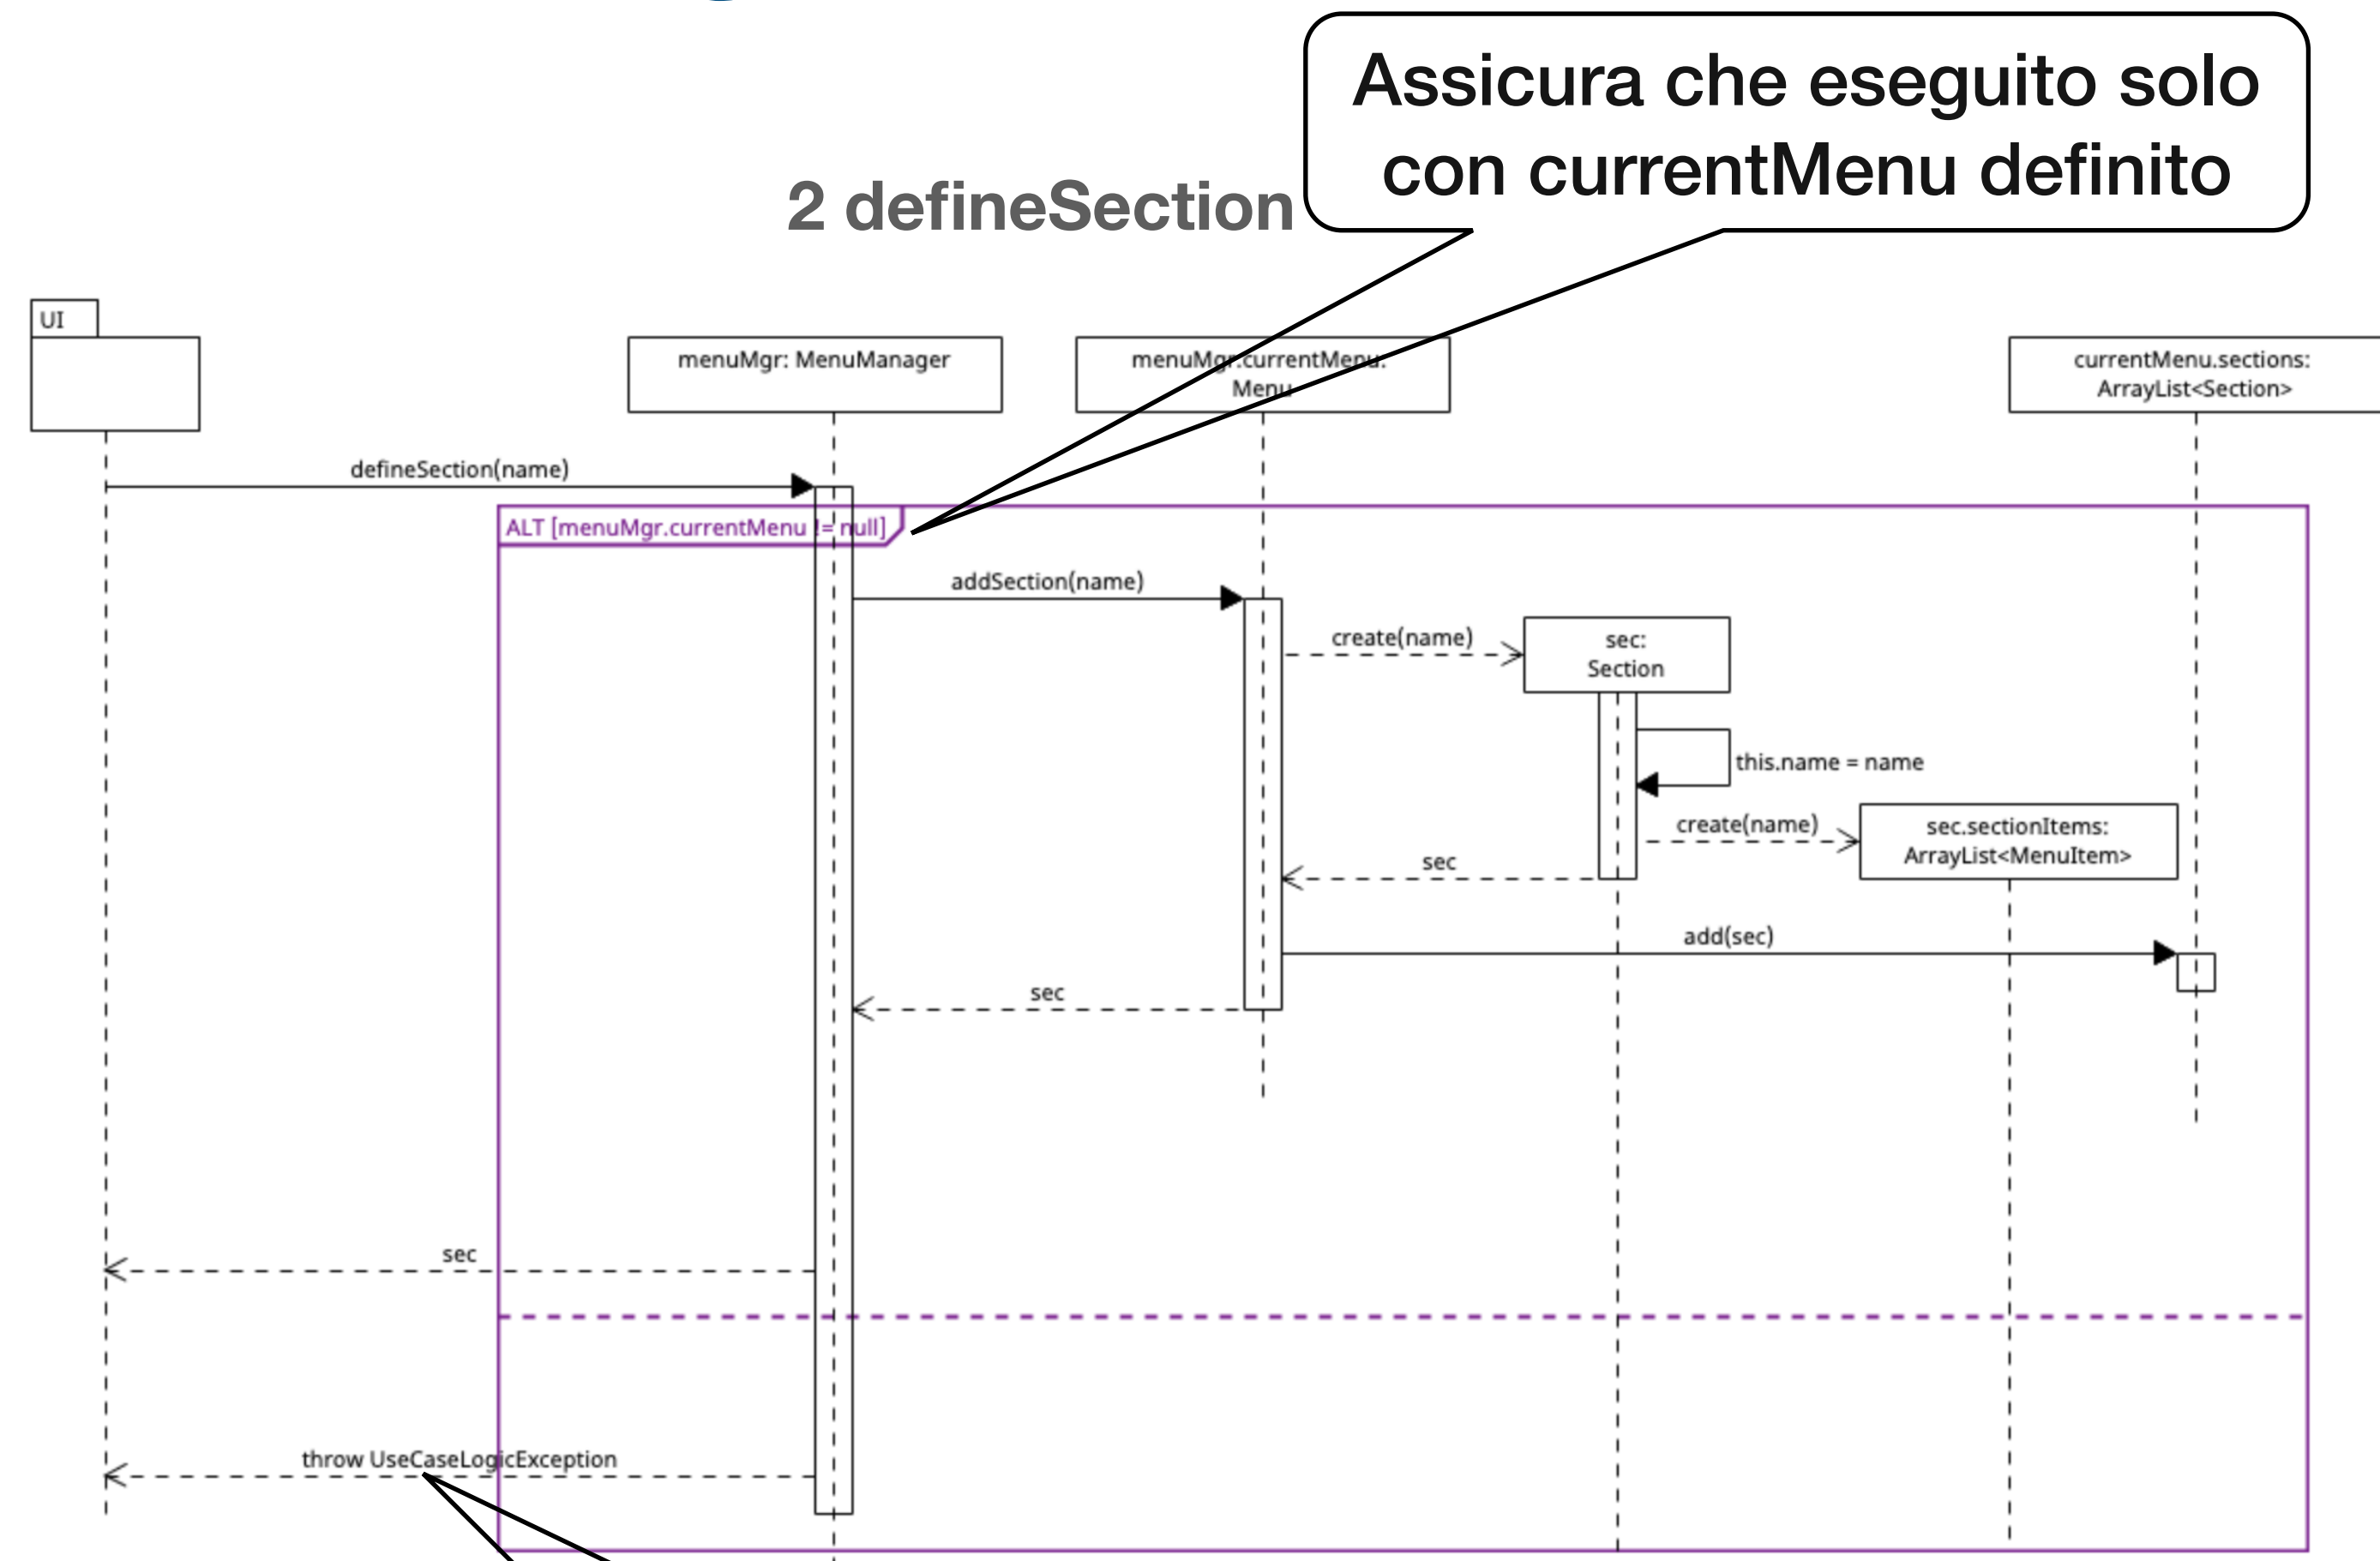 Assicura che eseguito solo
con currentMenu definito
2 defineSection
UI
menuMgr: MenuManager
menuMgr.currentMenu:
Menu
currentMenu.sections:
ArrayList<Section>
defineSection(name)
ALT [menuMgr.currentMenu != null]
addSection(name)
create(name)
sec:
Section
this.name = name
create(name)
sec.sectionItems:
ArrayList<MenuItem>
sec
add(sec)
sec
sec
throw UseCaseLogicException